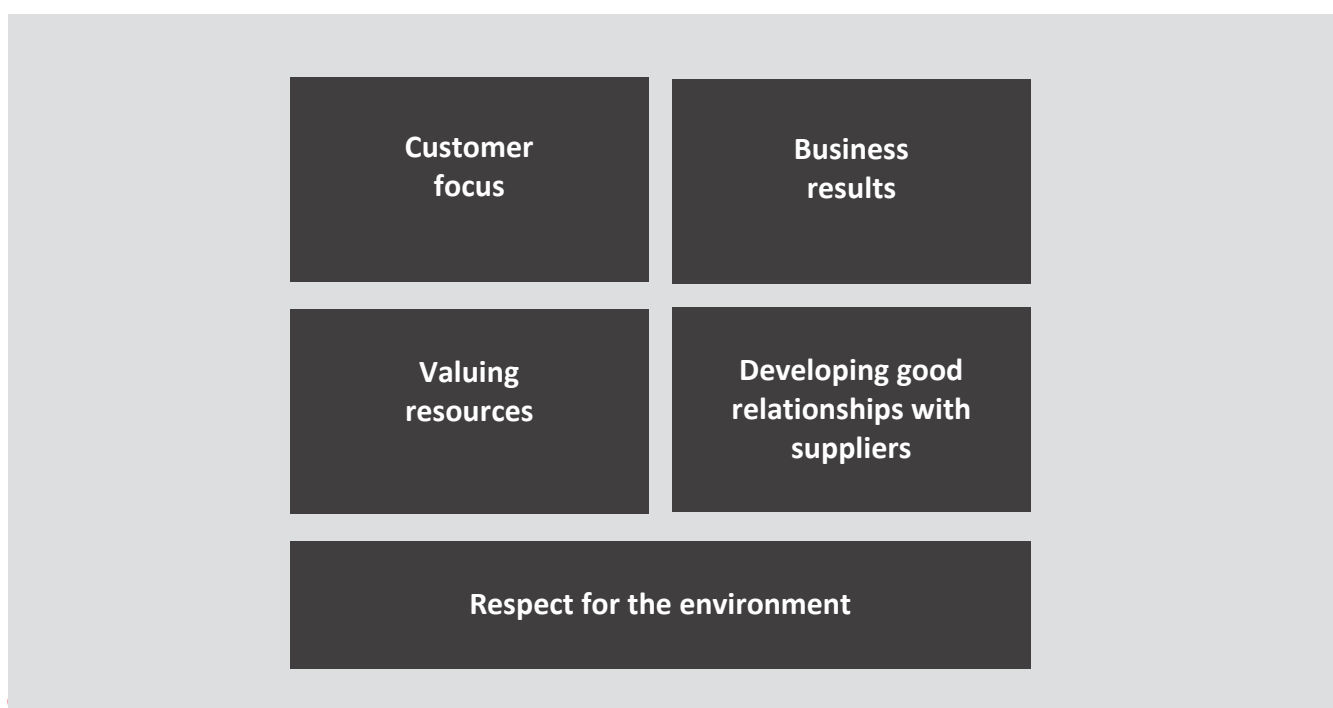 Customer
focus
Business
results
Valuing
resources
Developing good
relationships with
suppliers
Respect for the environment